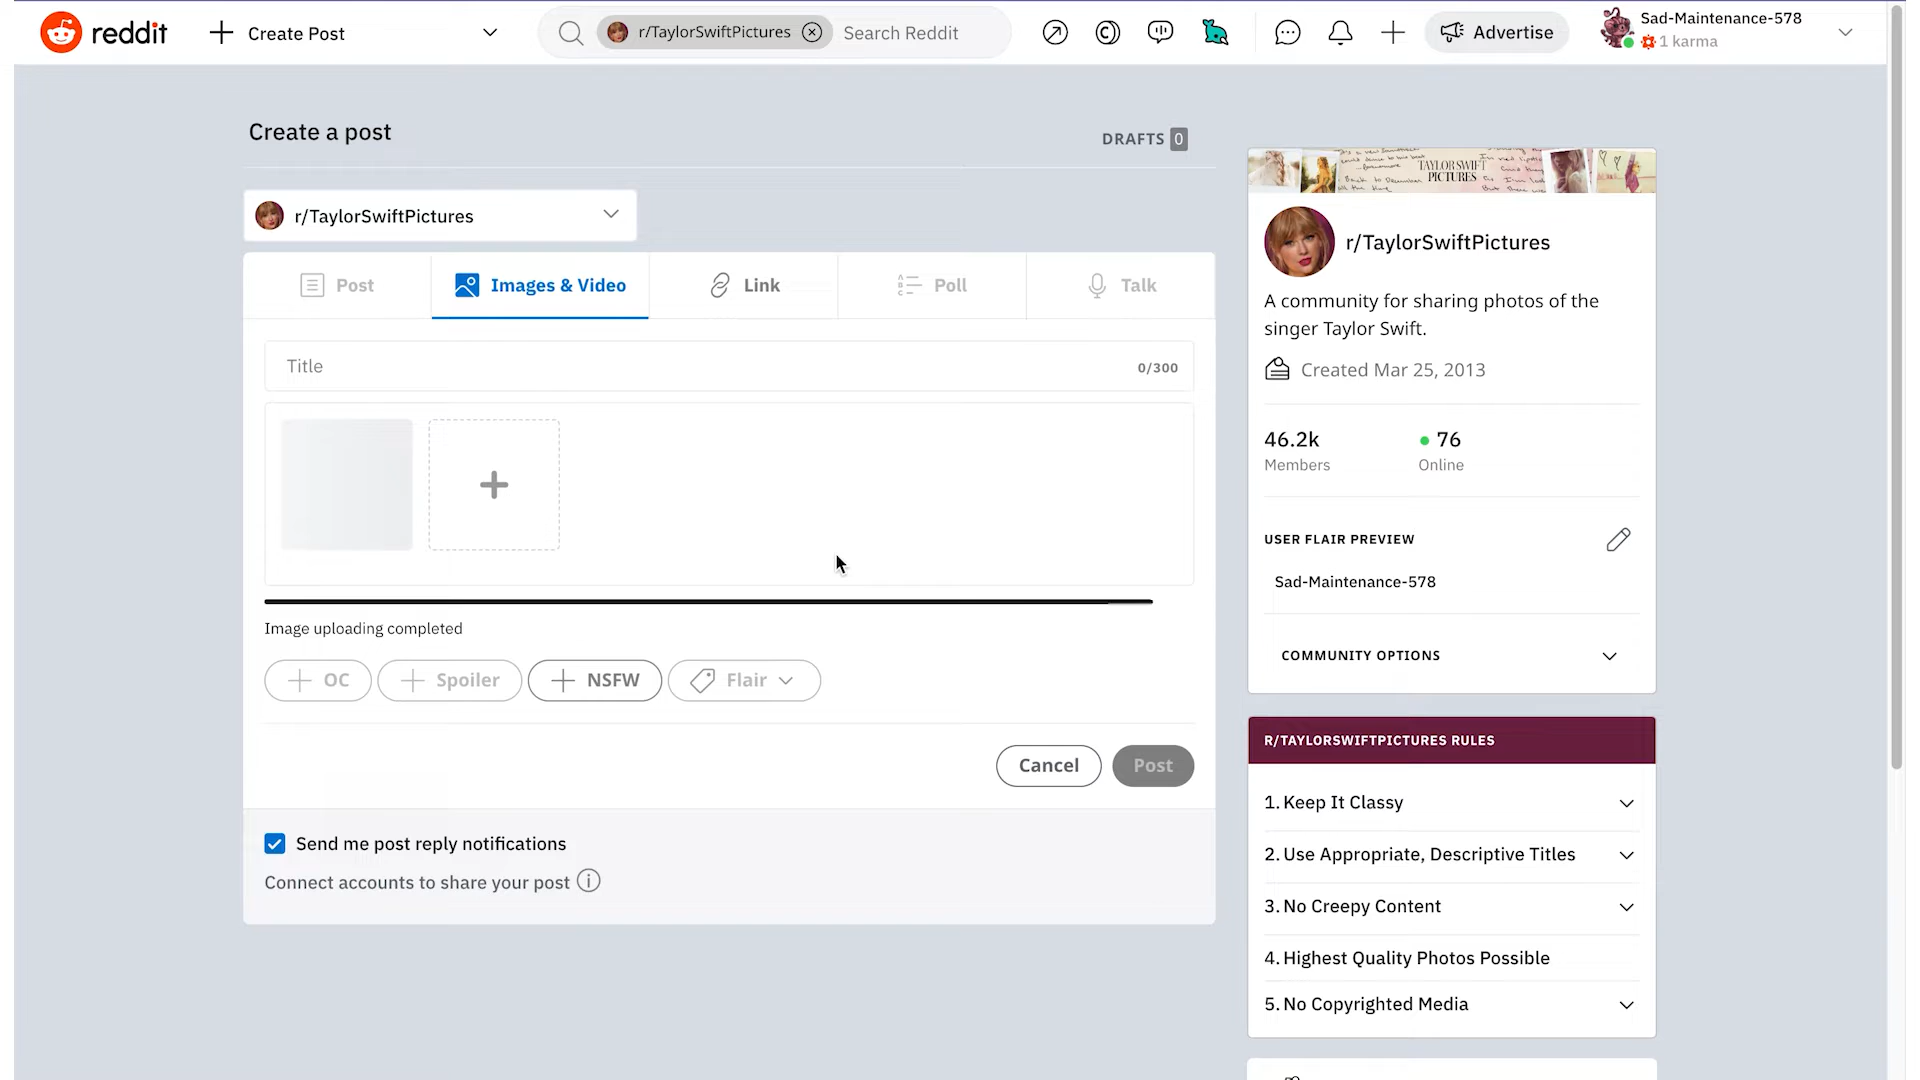 reddit
Create Post
r/TaylorSwiftPictures
Search Reddit
Advertise
Sad-Maintenance-578
1 karma
Create a post
DRAFTS 0
r/TaylorSwiftPictures
Post
Images & Video
Link
Poll
Talk
Title
0/300
Image uploading completed
OC
Spoiler
NSFW
Flair
Cancel
Post
Send me post reply notifications
Connect accounts to share your post
TAYLOR SWIFT
PICTURES
r/TaylorSwiftPictures
A community for sharing photos of the
singer Taylor Swift.
Created Mar 25, 2013
46.2k
Members
76
Online
USER FLAIR PREVIEW
Sad-Maintenance-578
COMMUNITY OPTIONS
R/TAYLORSWIFTPICTURES RULES
1. Keep It Classy
2. Use Appropriate, Descriptive Titles
3. No Creepy Content
4. Highest Quality Photos Possible
5. No Copyrighted Media